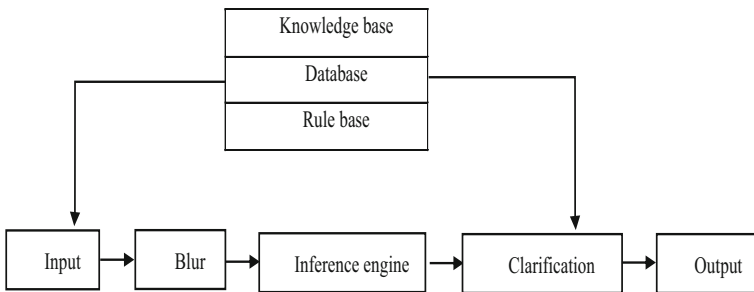 Knowledge base
Database
Rule base
Input
Blur
Inference engine
Clarification
Output